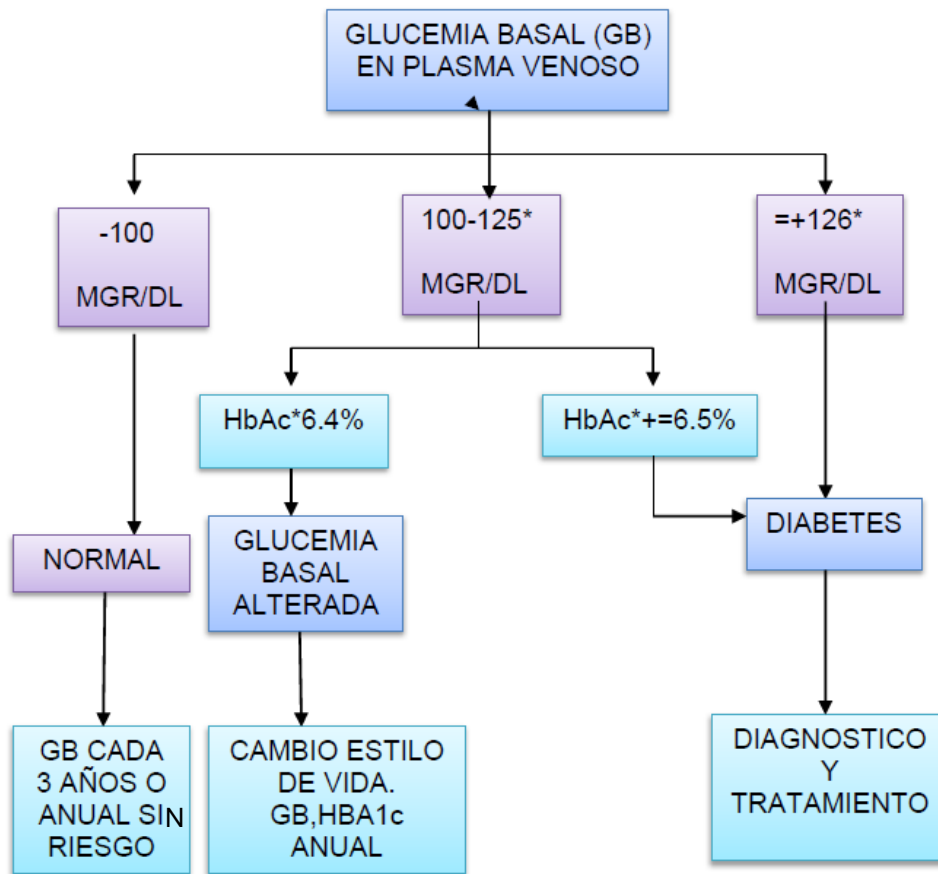 GLUCEMIA BASAL (GB)
EN PLASMA VENOSO
-100
MGR/DL
100-125*
MGR/DL
=+126*
MGR/DL
HbAc*6.4%
HbAc*+=6.5%
NORMAL
GLUCEMIA
BASAL
ALTERADA
DIABETES
GB CADA
3 AÑOS O
ANUAL SIN
RIESGO
CAMBIO ESTILO
DE VIDA.
GB,HBA1c
ANUAL
DIAGNOSTICO
Y
TRATAMIENTO